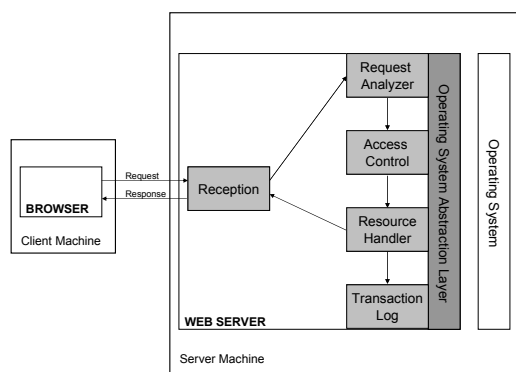 Request
Analyzer
Access
Control
Resource
Handler
Transaction
Log
Operating System Abstraction Layer
Operating System
Request
Response
Reception
BROWSER
Client Machine
WEB SERVER
Server Machine